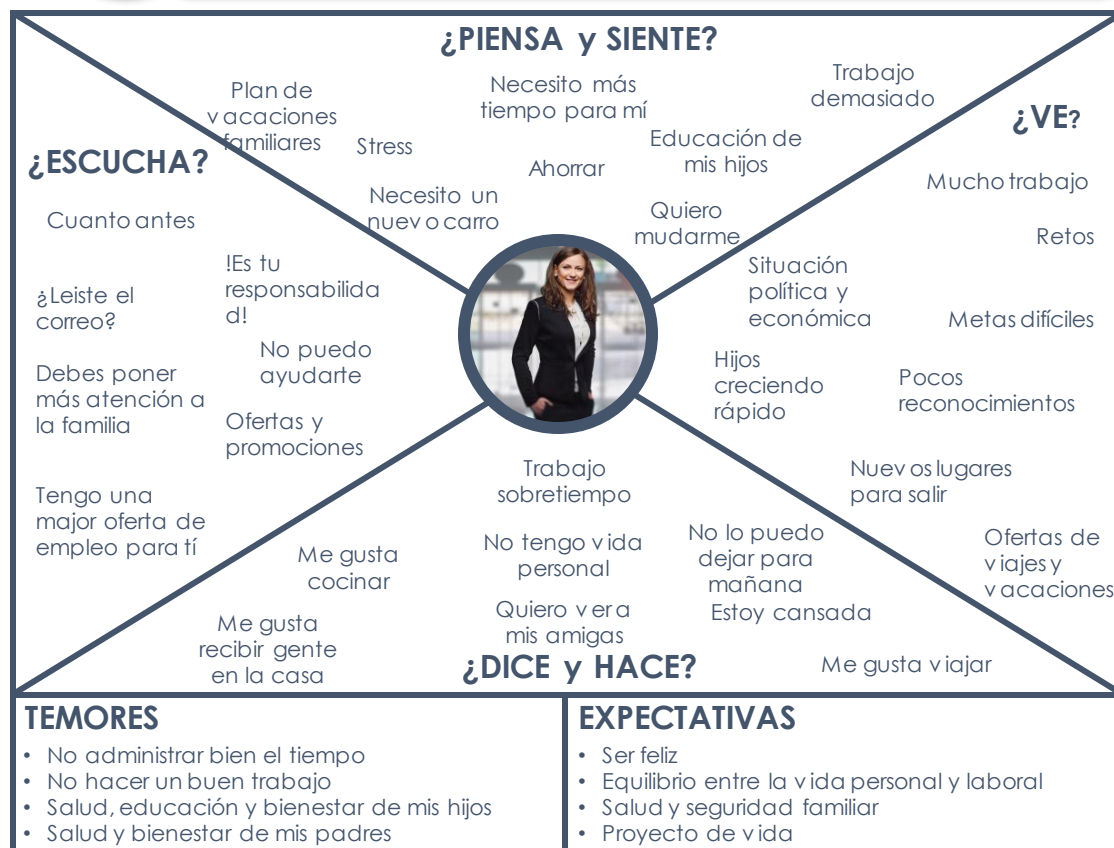 ¿PIENSA y SIENTE?
Plan de
vacaciones
familiares
Stress
Necesito más
tiempo para mí
Necesito un
nuevo carro
Ahorrar
Educación de
mis hijos
Quiero
mudarme
Trabajo
demasiado
¿VE?
Mucho trabajo
Retos
Situación
política y
económica
Metas difíciles
Hijos
creciendo
rápido
Pocos
reconocimientos
Nuevos lugares
para salir
Ofertas de
viajes y
vacaciones
¿ESCUCHA?
Cuanto antes
!Es tu
responsabilida
d!
¿Leiste el
correo?
No puedo
ayudarte
Debes poner
más atención a
la familia
Ofertas y
promociones
Tengo una
major oferta de
empleo para tí
Trabajo
sobretiempo
Me gusta
cocinar
No tengo vida
personal
No lo puedo
dejar para
mañana
Quiero ver a
mis amigas
Estoy cansada
Me gusta
recibir gente
en la casa
Me gusta viajar
¿DICE y HACE?
TEMORES
• No administrar bien el tiempo
• No hacer un buen trabajo
• Salud, educación y bienestar de mis hijos
• Salud y bienestar de mis padres
EXPECTATIVAS
• Ser feliz
• Equilibrio entre la vida personal y laboral
• Salud y seguridad familiar
• Proyecto de vida